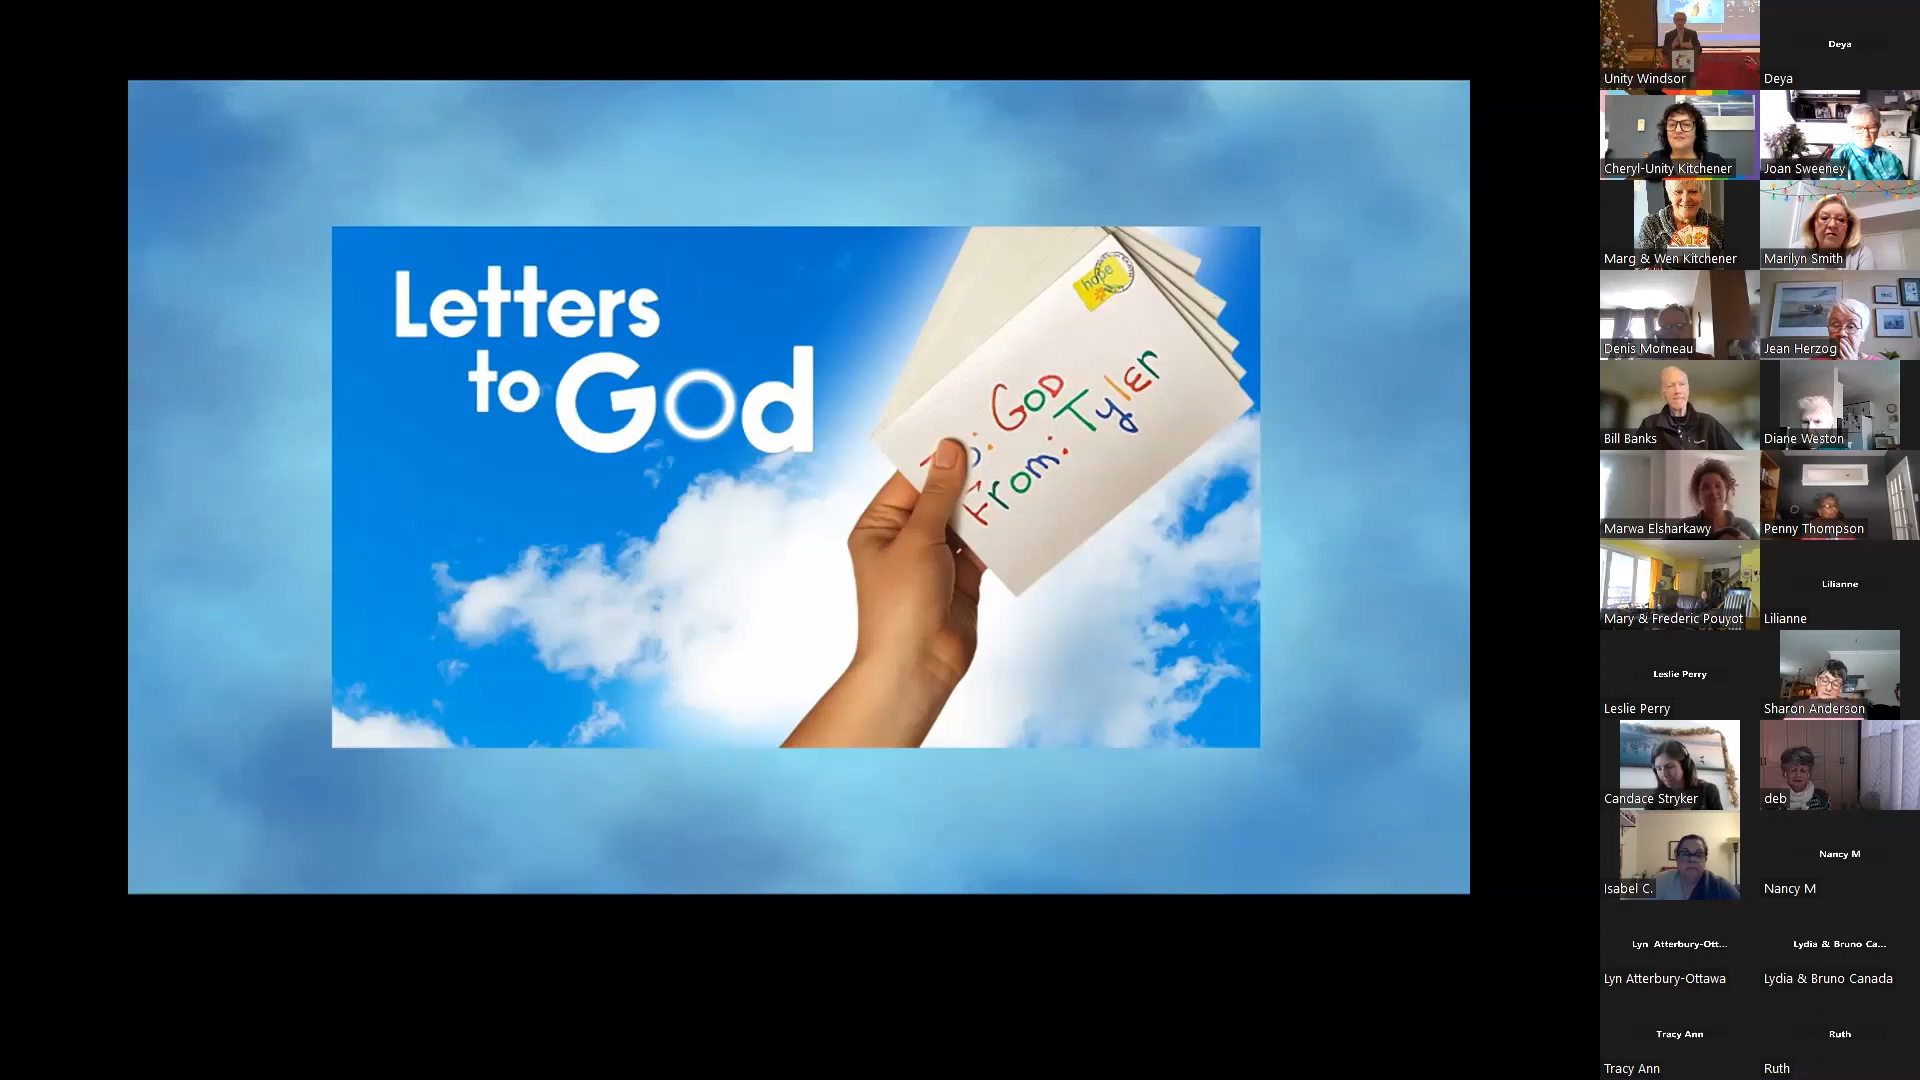 Letters
to God
hope
To: God
From: Tyler
Unity Windsor
Deya
Deya
Cheryl-Unity Kitchener
Joan Sweeney
Marg & Wen Kitchener
Marilyn Smith
Denis Morneau
Jean Herzog
Bill Banks
Diane Weston
Marwa Elsharkawy
Penny Thompson
Mary & Frederic Pouyot
Lilianne
Lilianne
Leslie Perry
Leslie Perry
Sharon Anderson
Candace Stryker
deb
Isabel C.
Nancy M
Nancy M
Lyn Atterbury-Ott...
Lyn Atterbury-Ottawa
Lydia & Bruno Ca...
Lydia & Bruno Canada
Tracy Ann
Tracy Ann
Ruth
Ruth